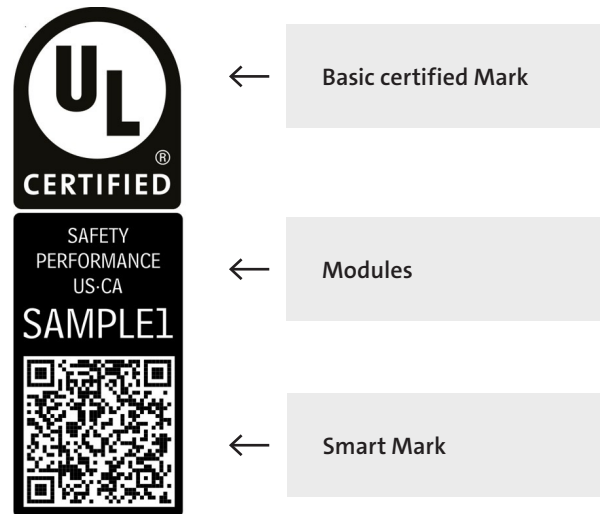 UL
®
CERTIFIED
Basic certified Mark
SAFETY
PERFORMANCE
US·CA
SAMPLE1
Modules
Smart Mark